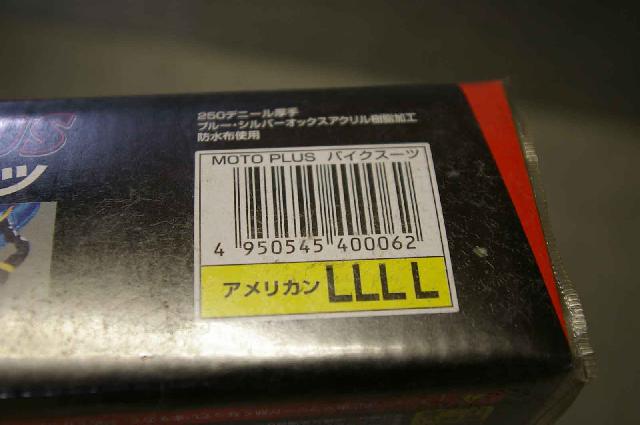 250デニール厚手
ブルー・シルバーオックスアクリル樹脂加工
防水布使用
US
ツ
MOTO PLUS バイクスーツ
4 950545 400062
アメリカン LLLL L